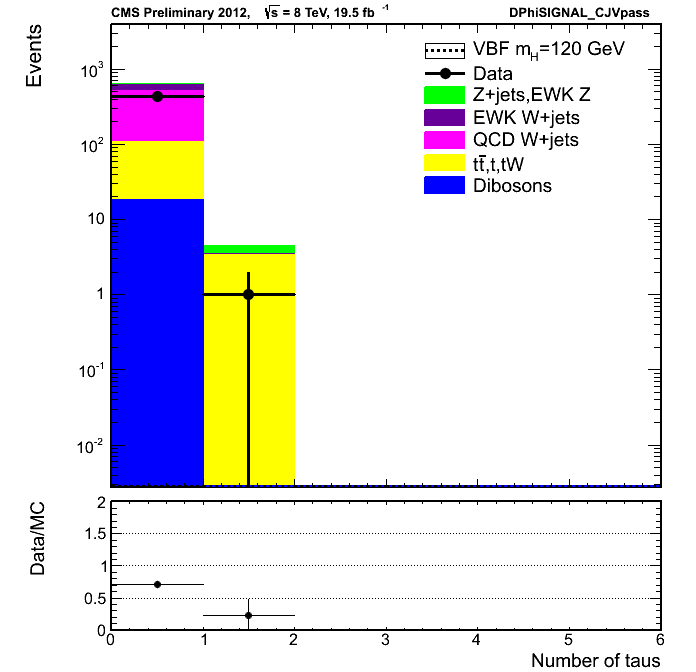 CMS Preliminary 2012, √s = 8 TeV, 19.5 fb⁻¹ DPhiSIGNAL_CJVpass
Events
10³
10²
10
1
10⁻¹
10⁻²
VBF m_H=120 GeV
Data
Z+jets,EWK Z
EWK W+jets
QCD W+jets
tt̄,t,tW
Dibosons
Data/MC
2
1.5
1
0.5
0
0 1 2 3 4 5 6
Number of taus